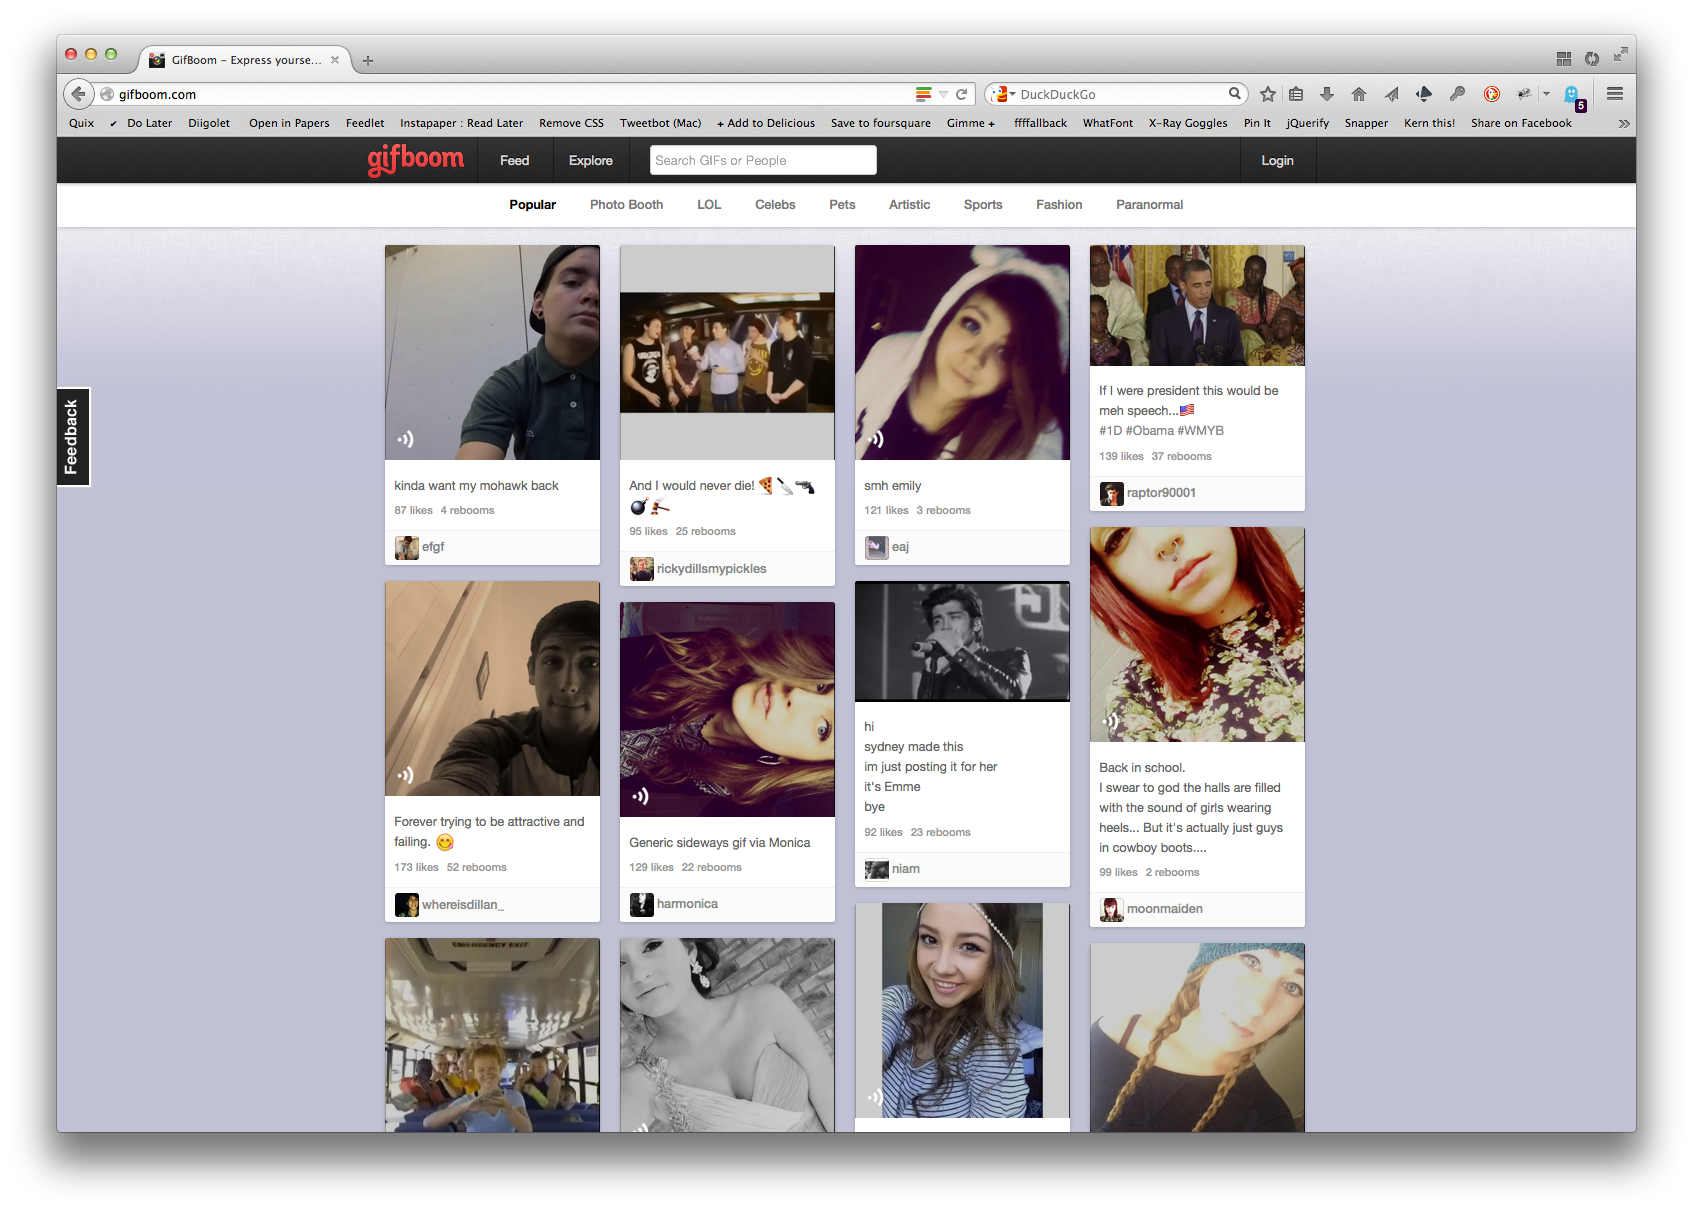 GifBoom – Express yourse...
gifboom.com
DuckDuckGo
5
Quix ✔ Do Later Diigolet Open in Papers Feedlet Instapaper : Read Later Remove CSS Tweetbot (Mac) + Add to Delicious Save to foursquare Gimme + ffffallback WhatFont X-Ray Goggles Pin It jQuerify Snapper Kern this! Share on Facebook »
gifboom Feed Explore Search GIFs or People Login
Popular Photo Booth LOL Celebs Pets Artistic Sports Fashion Paranormal
Feedback
kinda want my mohawk back
87 likes 4 rebooms
efgf
Forever trying to be attractive and
failing. 😋
173 likes 52 rebooms
whereisdillan_
EMERGENCY EXIT
And I would never die! 🍕🔪🔫
💣🔨
95 likes 25 rebooms
rickydillsmypickles
Generic sideways gif via Monica
129 likes 22 rebooms
harmonica
smh emily
121 likes 3 rebooms
eaj
hi
sydney made this
im just posting it for her
it's Emme
bye
92 likes 23 rebooms
niam
If I were president this would be
meh speech...🇺🇸
#1D #Obama #WMYB
139 likes 37 rebooms
raptor90001
Back in school.
I swear to god the halls are filled
with the sound of girls wearing
heels... But it's actually just guys
in cowboy boots....
99 likes 2 rebooms
moonmaiden